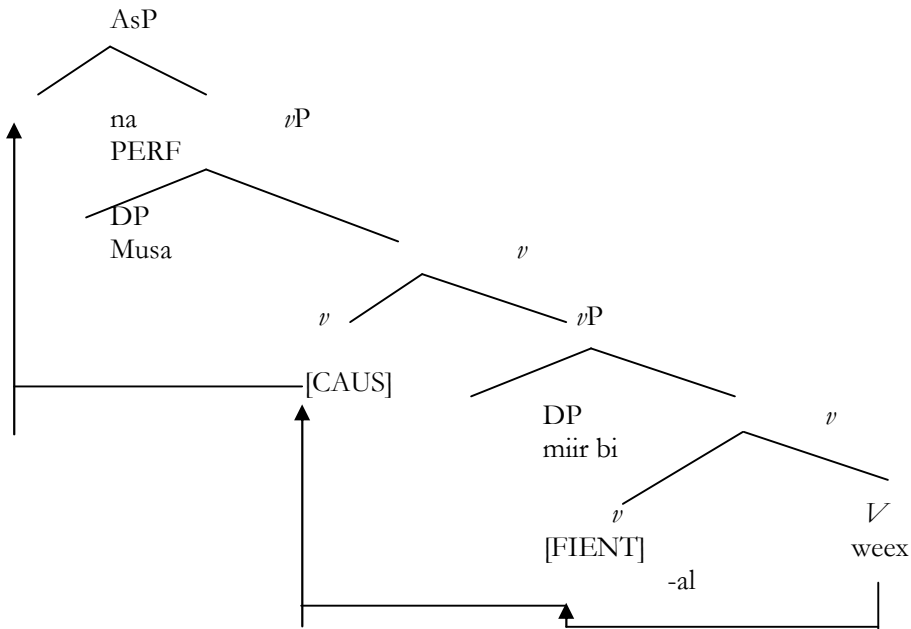 AsP
na vP
PERF
DP
Musa v
v vP
[CAUS]
DP v
miir bi
v V
[FIENT] weex
-al